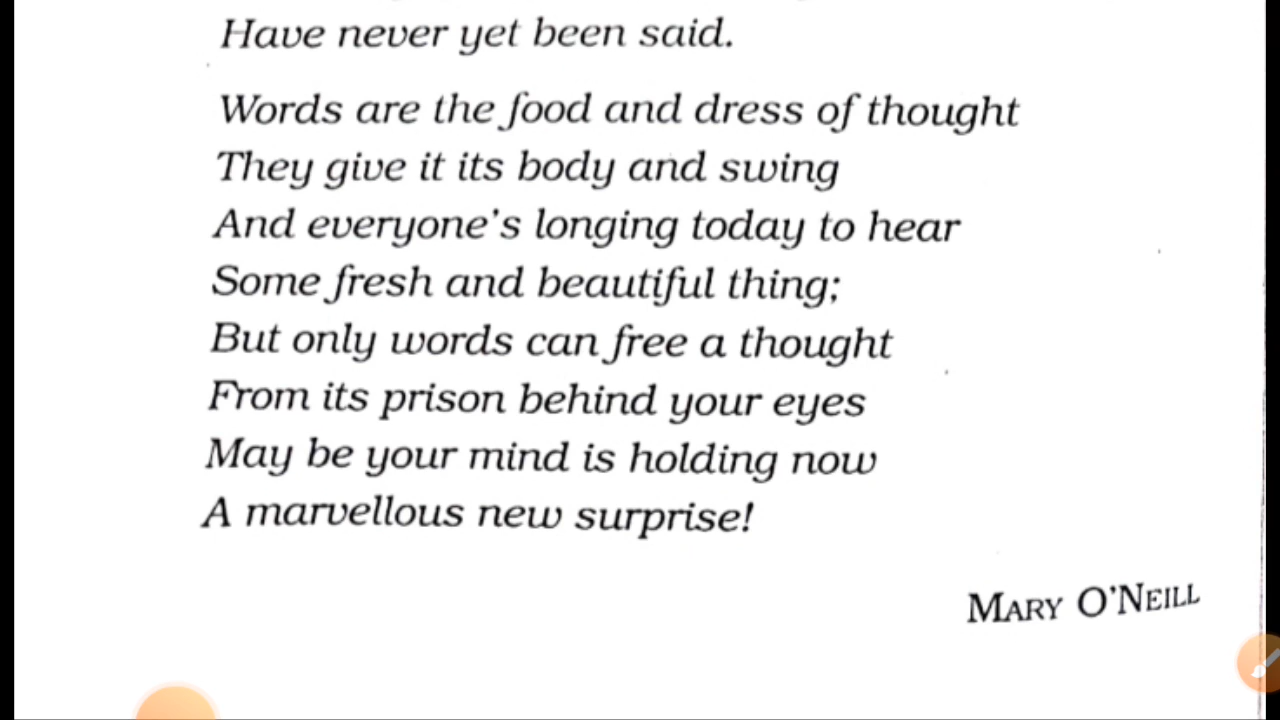 Have never yet been said.
Words are the food and dress of thought
They give it its body and swing
And everyone's longing today to hear
Some fresh and beautiful thing;
But only words can free a thought
From its prison behind your eyes
May be your mind is holding now
A marvellous new surprise!
MARY O'NEILL